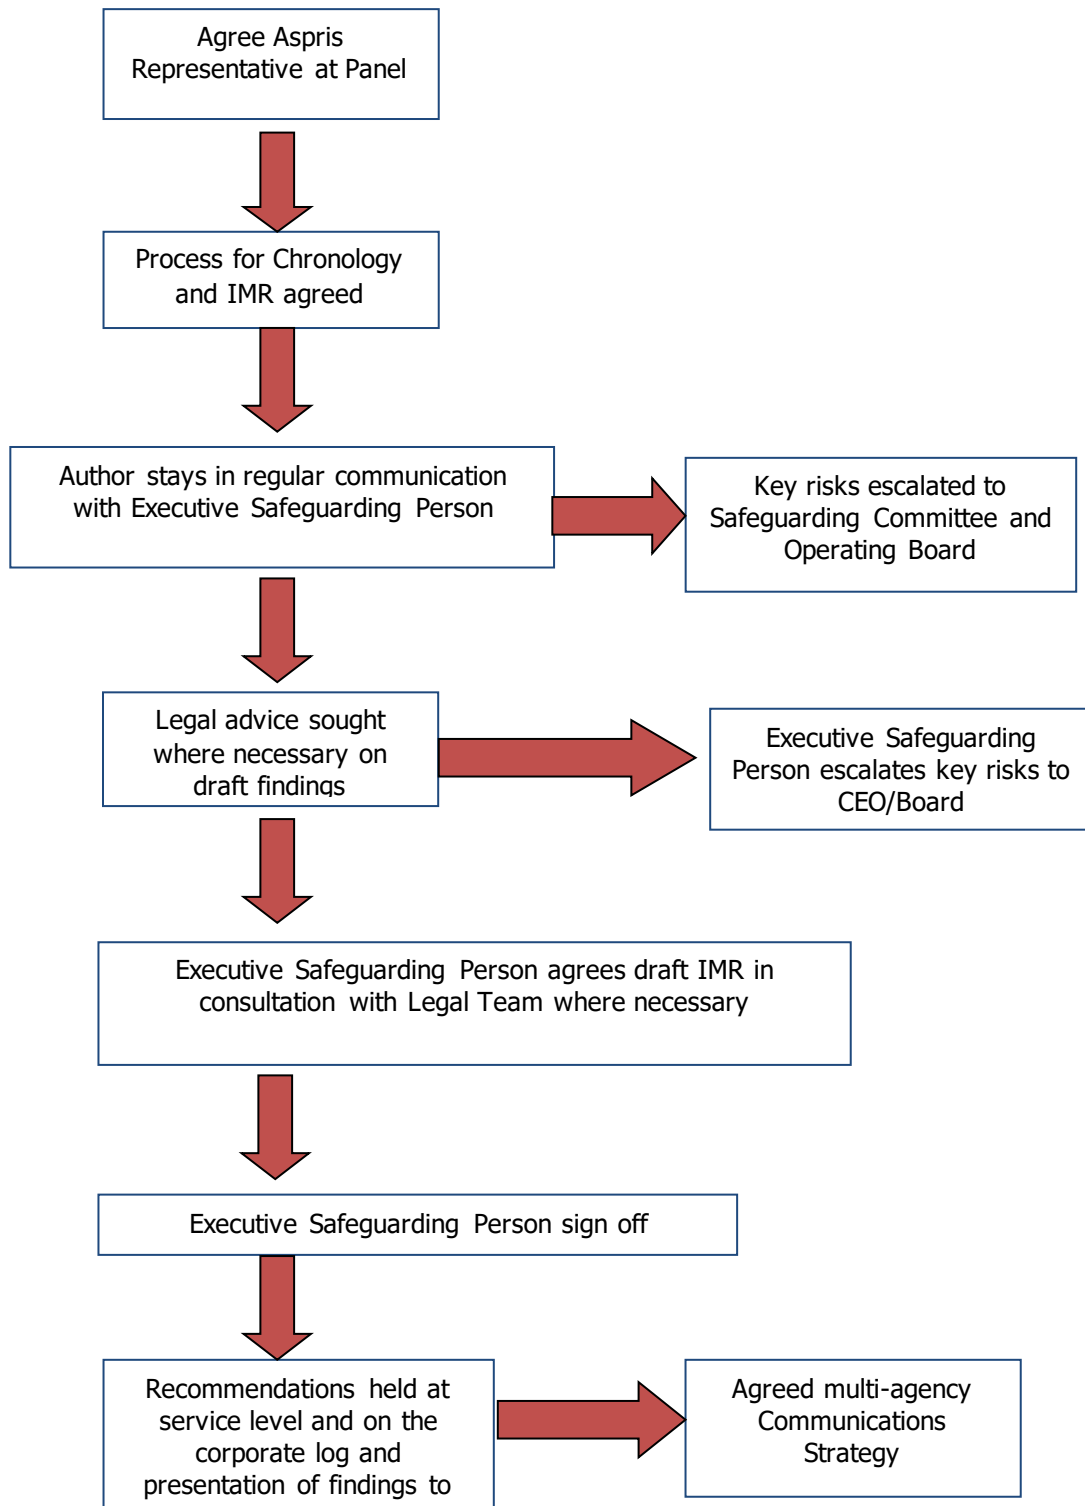 Agree Aspris
Representative at Panel
Process for Chronology
and IMR agreed
Author stays in regular communication
with Executive Safeguarding Person
Key risks escalated to
Safeguarding Committee and
Operating Board
Legal advice sought
where necessary on
draft findings
Executive Safeguarding
Person escalates key risks to
CEO/Board
Executive Safeguarding Person agrees draft IMR in
consultation with Legal Team where necessary
Executive Safeguarding Person sign off
Recommendations held at
service level and on the
corporate log and
presentation of findings to
Agreed multi-agency
Communications
Strategy